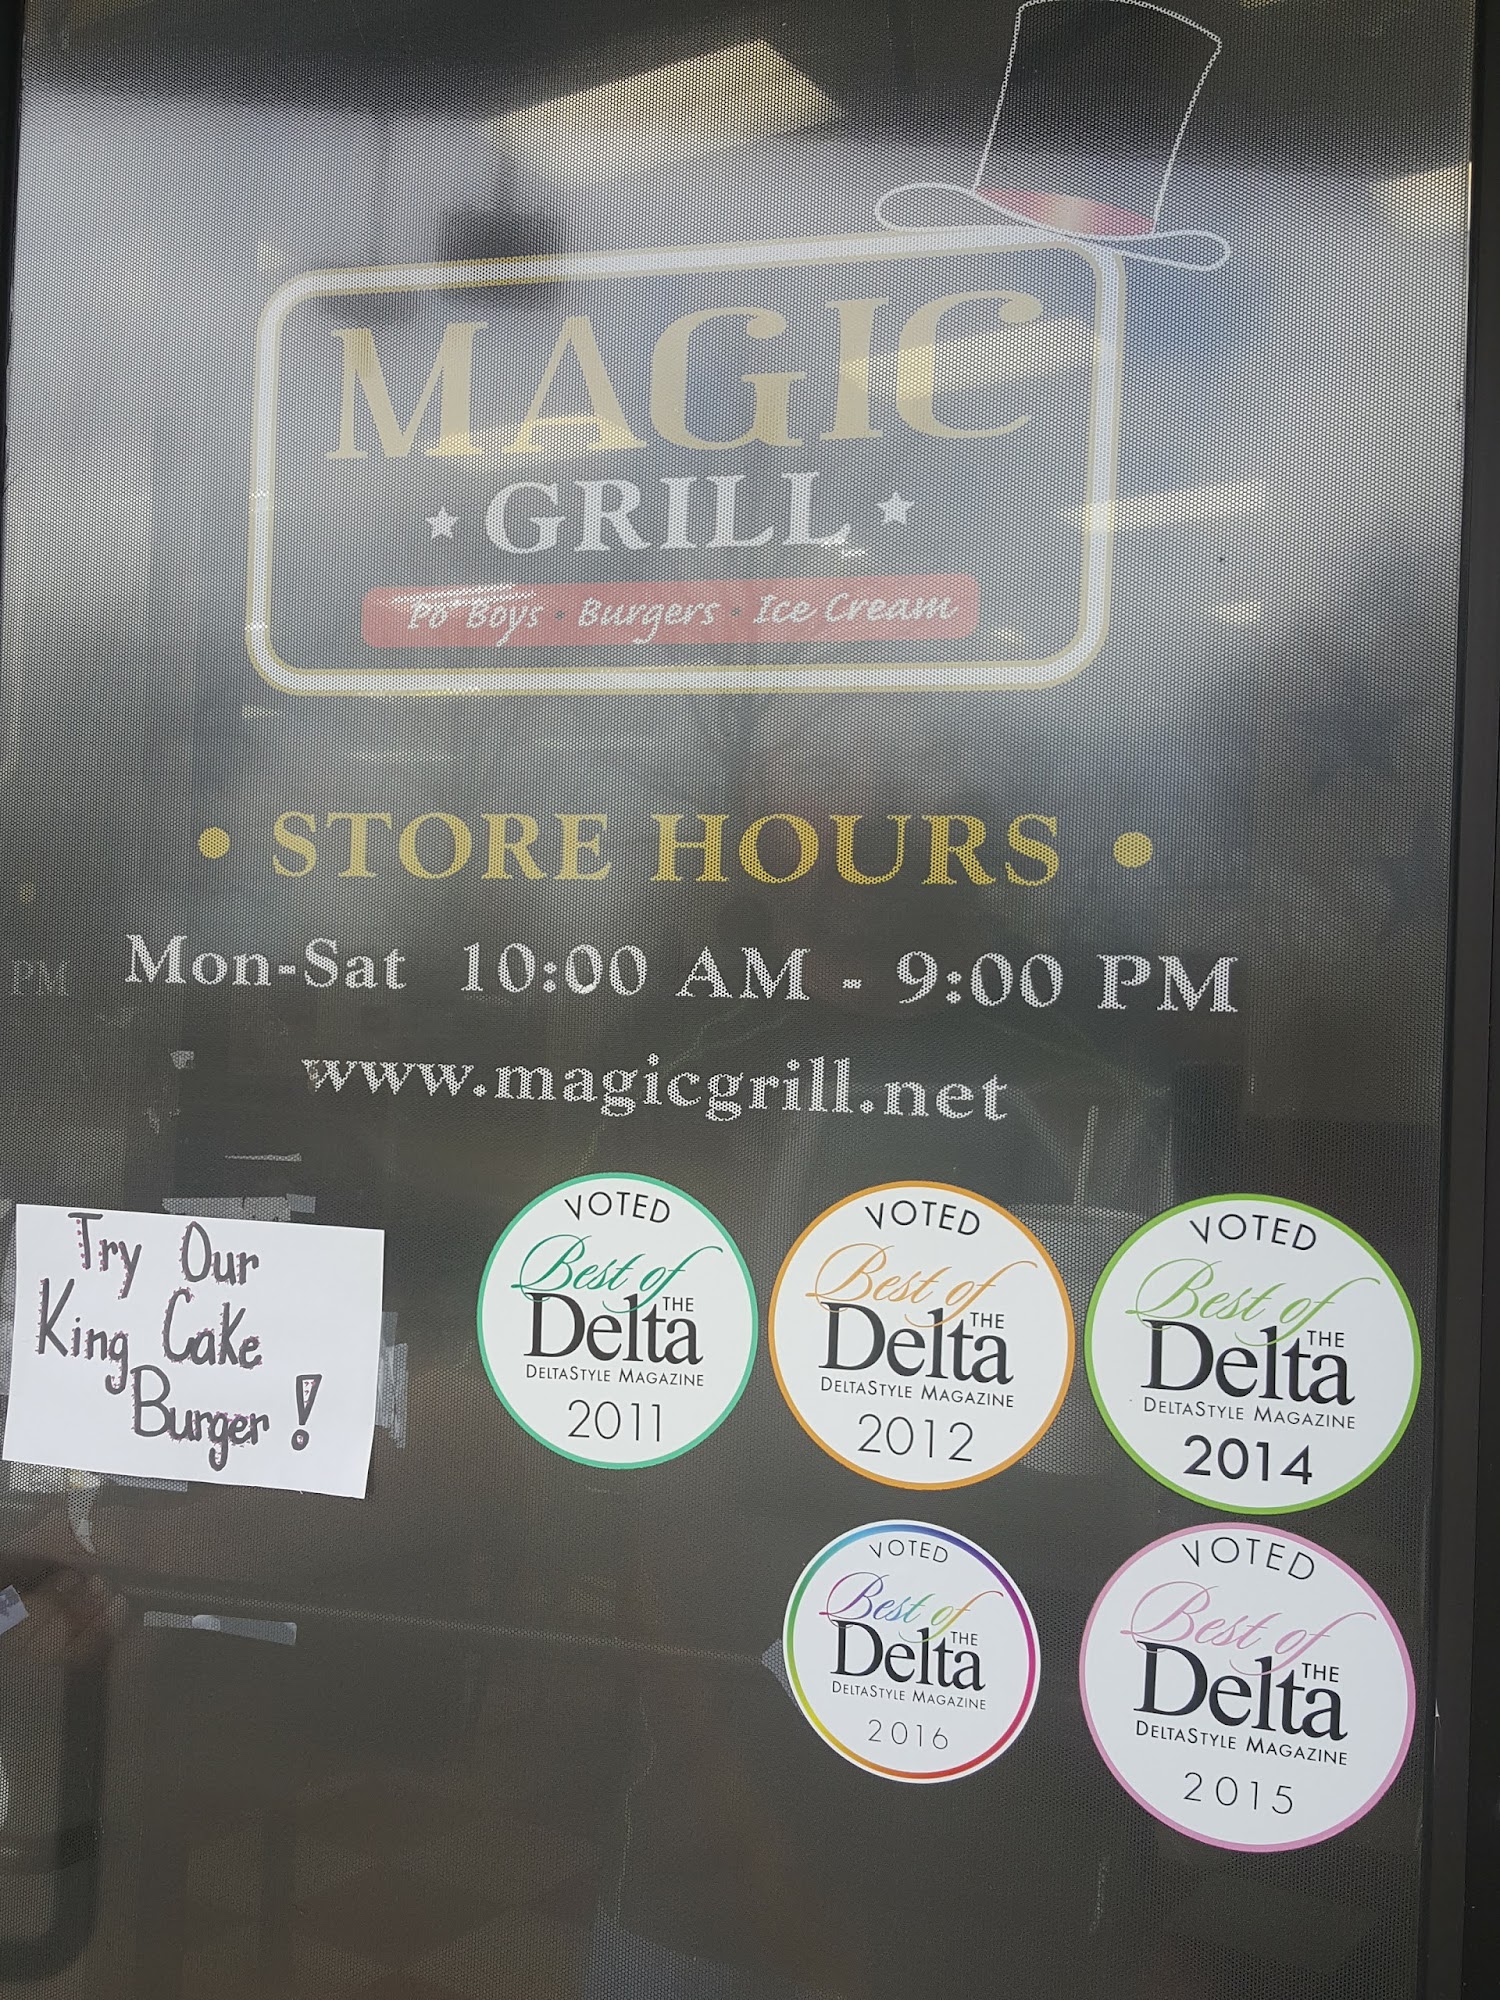 MAGIC
GRILL
Po' Boys • Burgers • Ice Cream
• STORE HOURS •
Mon-Sat 10:00 AM - 9:00 PM
PM
www.magicgrill.net
Try Our
King Cake
Burger!
VOTED
Best of
THE
Delta
DELTASTYLE MAGAZINE
2011
VOTED
Best of
THE
Delta
DELTASTYLE MAGAZINE
2012
VOTED
Best of
THE
Delta
DELTASTYLE MAGAZINE
2014
VOTED
Best of
THE
Delta
DELTASTYLE MAGAZINE
2016
VOTED
Best of
THE
Delta
DELTASTYLE MAGAZINE
2015